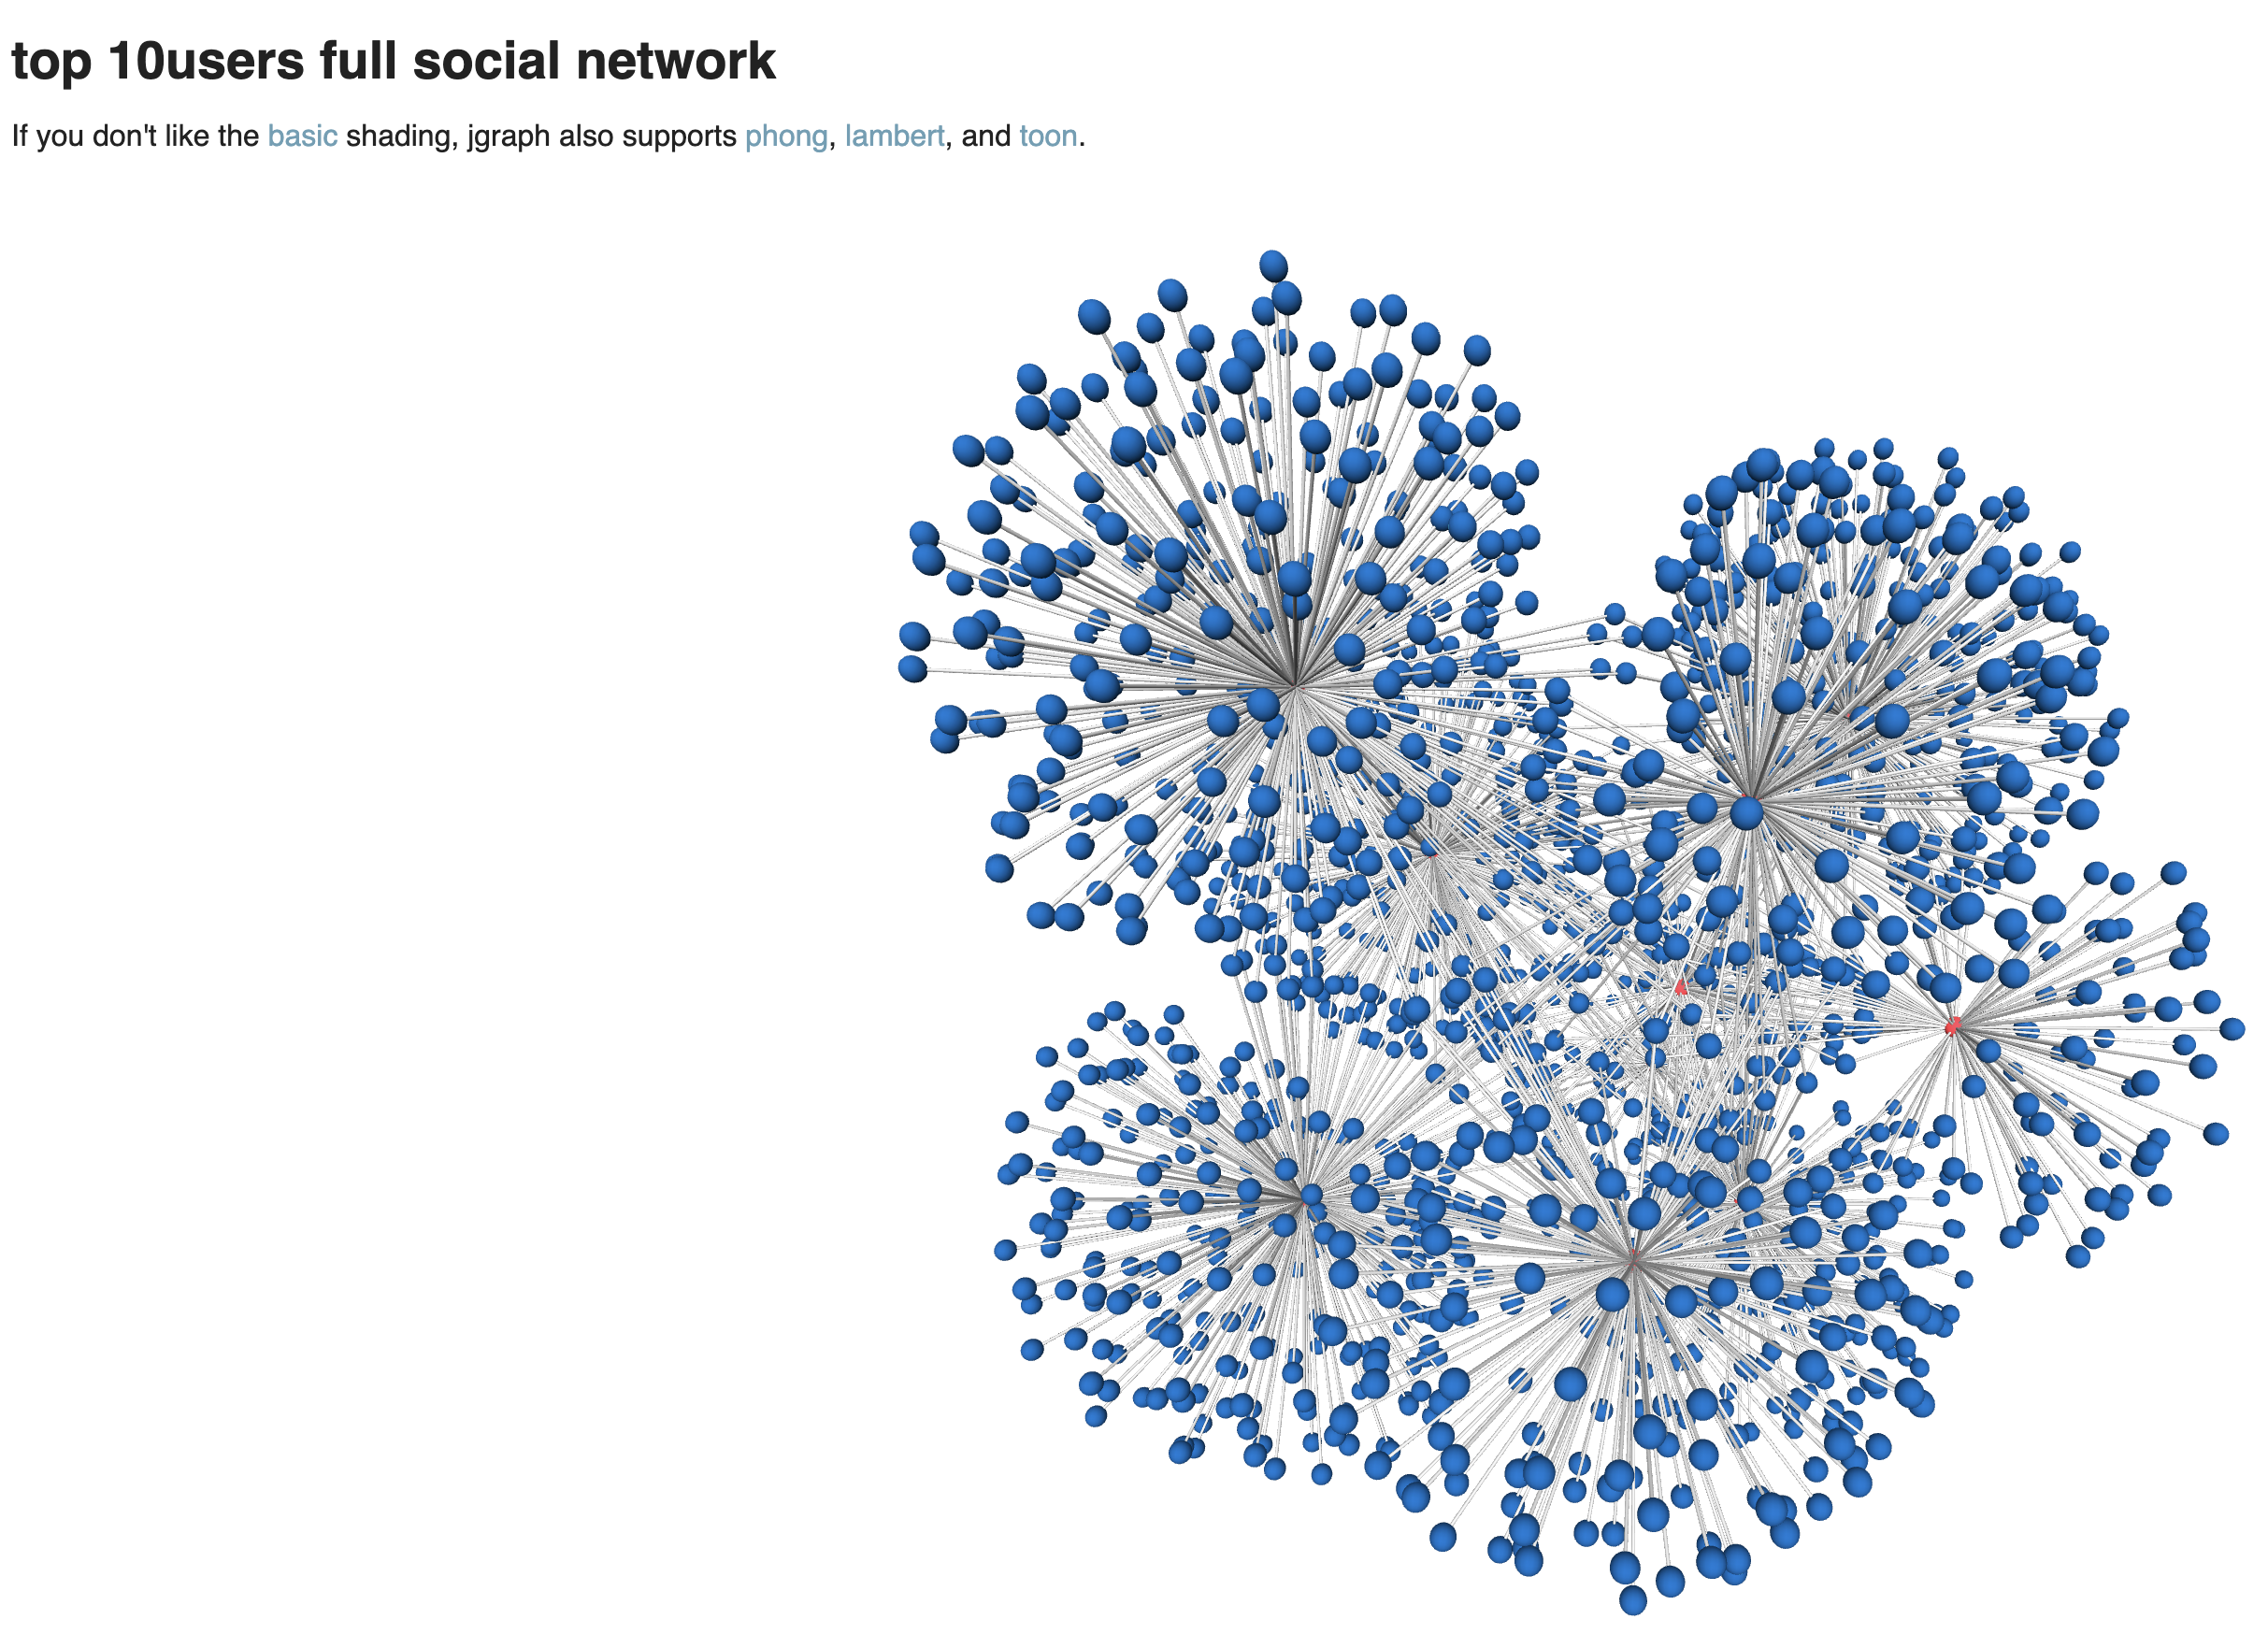 top 10users full social network
If you don't like the basic shading, jgraph also supports phong, lambert, and toon.